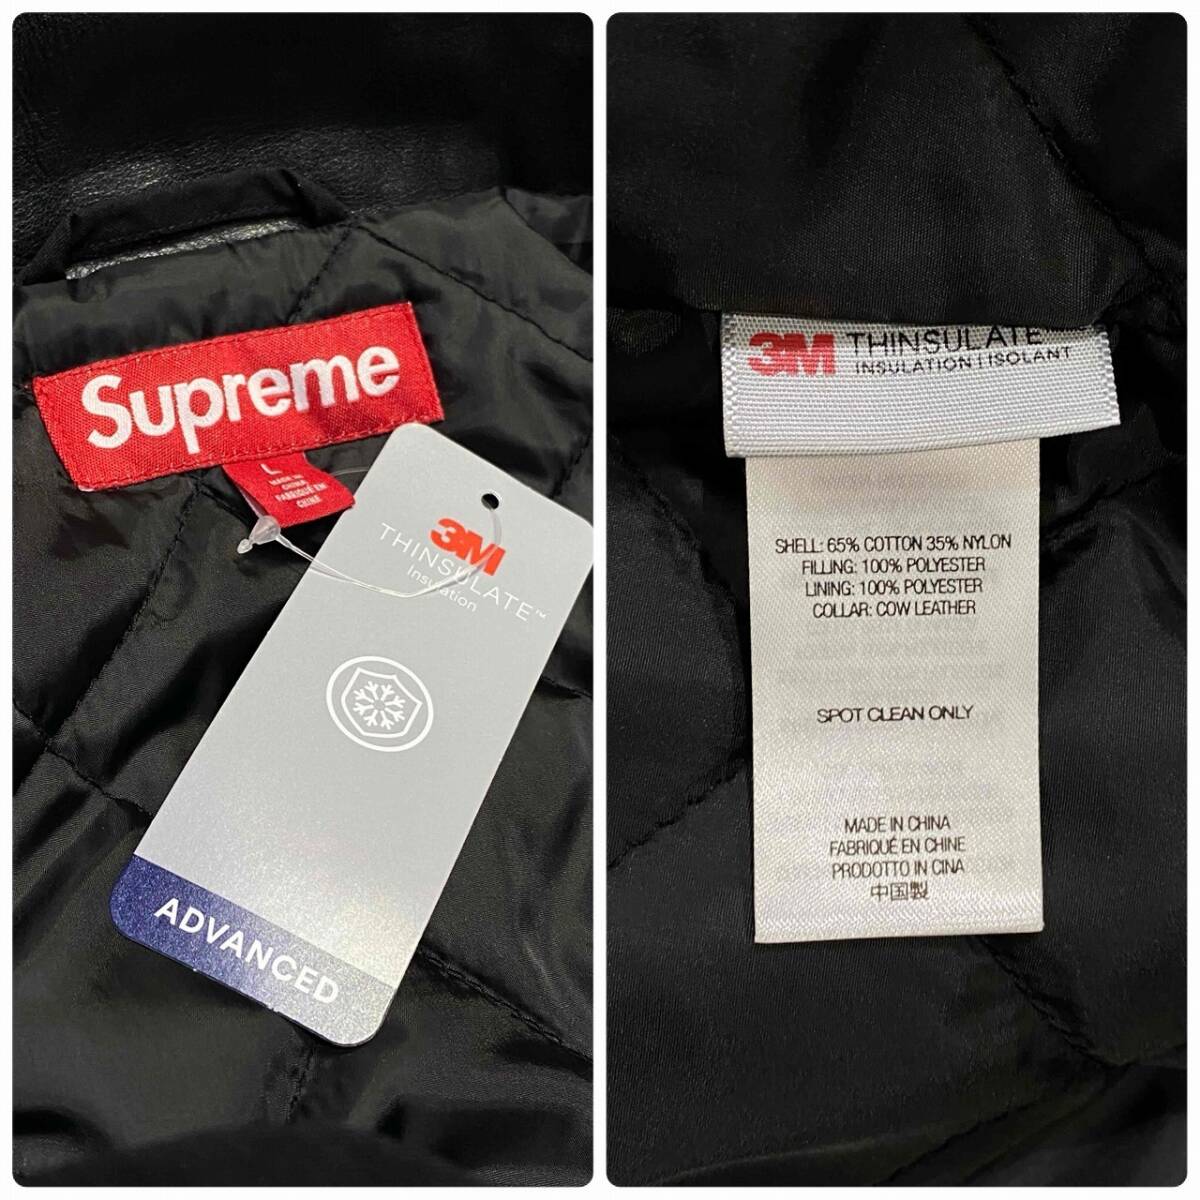 Supreme
L
MADE IN
CHINA
FABRIQUÉ EN
CHINE
3M
THINSULATE™
Insulation
ADVANCED
3M THINSULATE
INSULATION | ISOLANT
SHELL: 65% COTTON 35% NYLON
FILLING: 100% POLYESTER
LINING: 100% POLYESTER
COLLAR: COW LEATHER
SPOT CLEAN ONLY
MADE IN CHINA
FABRIQUÉ EN CHINE
PRODOTTO IN CINA
中国製